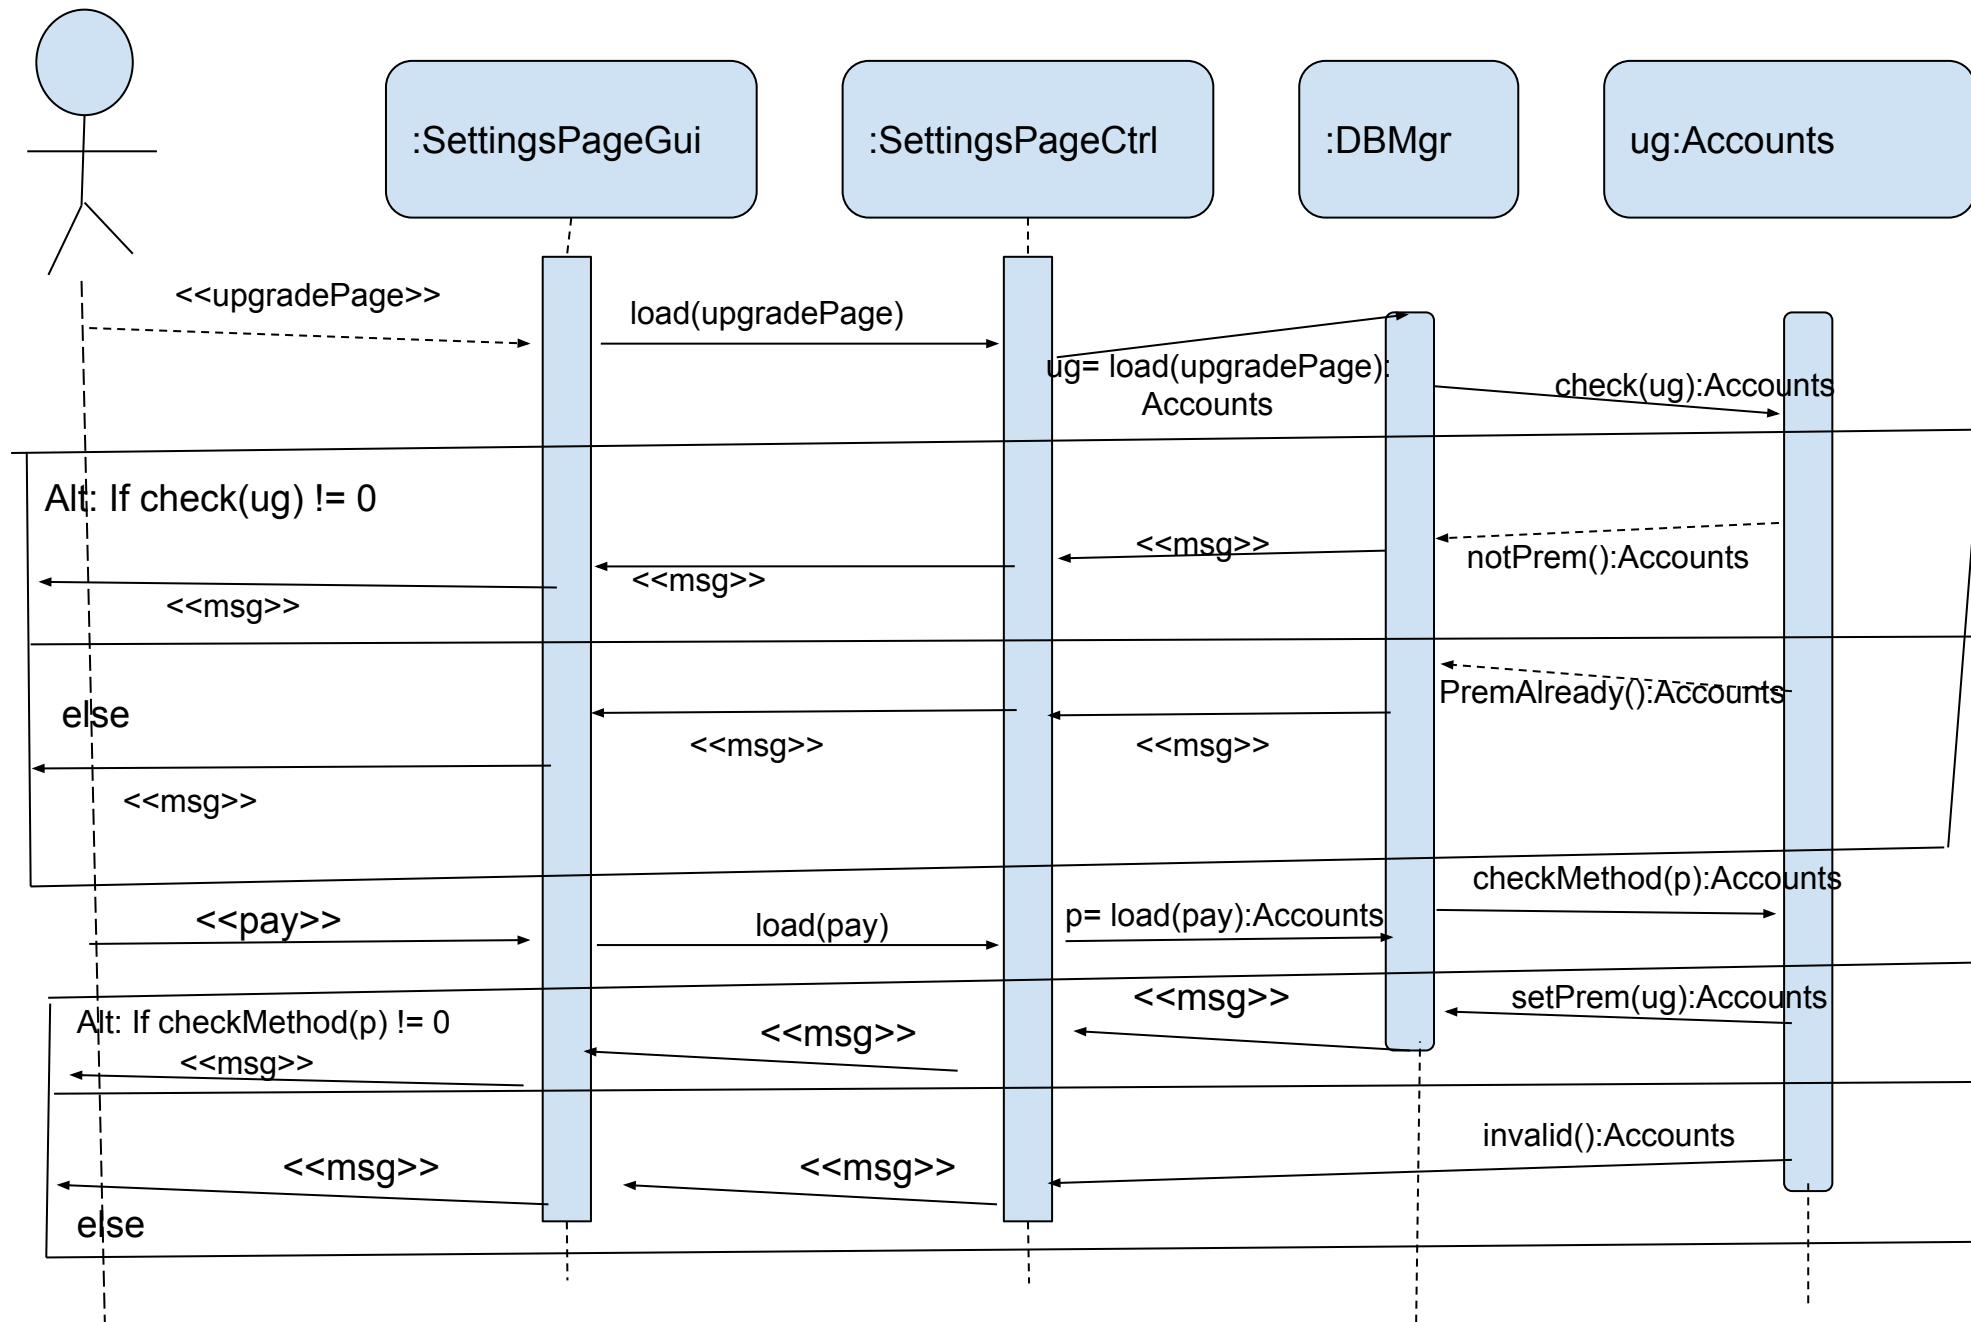 :SettingsPageGui
:SettingsPageCtrl
:DBMgr
ug:Accounts
<<upgradePage>>
load(upgradePage)
ug= load(upgradePage):
Accounts
check(ug):Accounts
Alt: If check(ug) != 0
notPrem():Accounts
<<msg>>
<<msg>>
<<msg>>
PremAlready():Accounts
else
<<msg>>
<<msg>>
<<msg>>
checkMethod(p):Accounts
<<pay>>
load(pay)
p= load(pay):Accounts
setPrem(ug):Accounts
<<msg>>
Alt: If checkMethod(p) != 0
<<msg>>
<<msg>>
invalid():Accounts
<<msg>>
<<msg>>
else